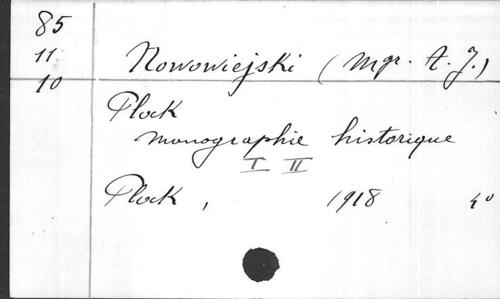 85
11
10
Nowowiejski (Mgr. A. J.)
Plock
monographie historique
I II
Plock, 1918 4°